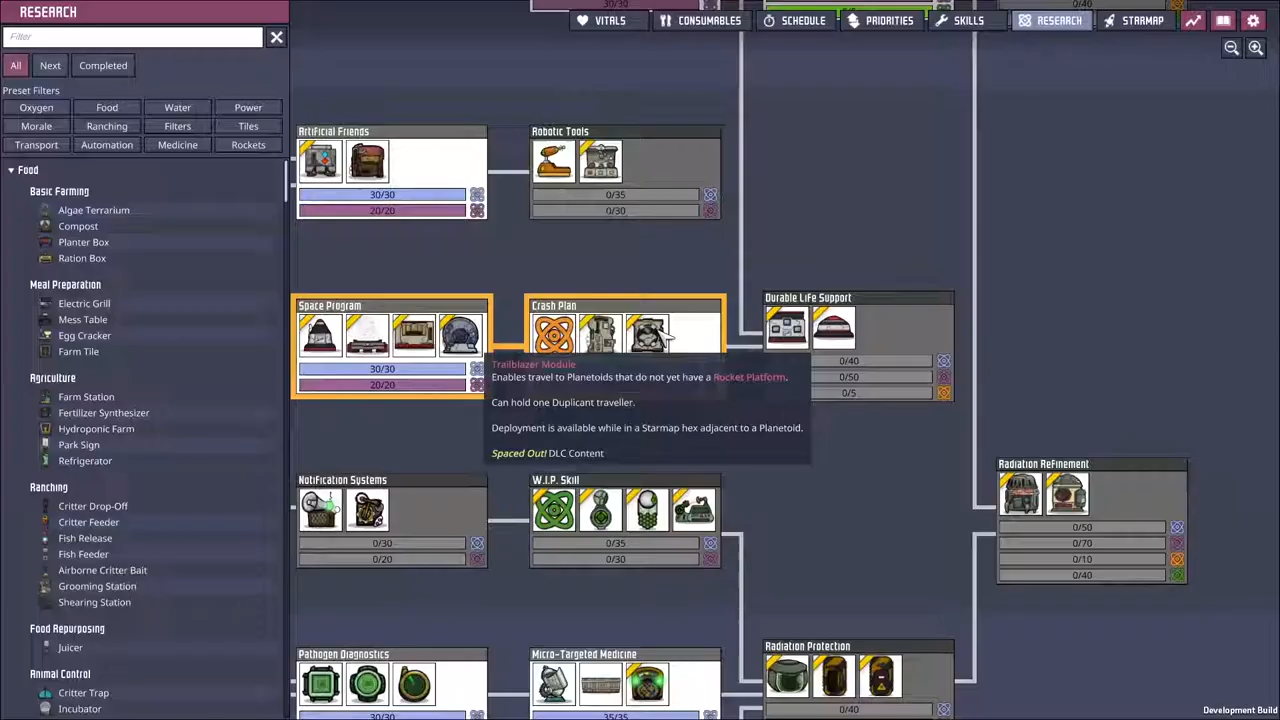 RESEARCH
30/30
VITALS
CONSUMABLES
SCHEDULE
PRIORITIES
SKILLS
RESEARCH
STARMAP
Filter
All
Next
Completed
Preset Filters
Oxygen
Food
Water
Power
Morale
Ranching
Filters
Tiles
Transport
Automation
Medicine
Rockets
Food
Basic Farming
Algae Terrarium
Compost
Planter Box
Ration Box
Meal Preparation
Electric Grill
Mess Table
Egg Cracker
Farm Tile
Agriculture
Farm Station
Fertilizer Synthesizer
Hydroponic Farm
Park Sign
Refrigerator
Ranching
Critter Drop-Off
Critter Feeder
Fish Release
Fish Feeder
Airborne Critter Bait
Grooming Station
Shearing Station
Food Repurposing
Juicer
Animal Control
Critter Trap
Incubator
Artificial Friends
30/30
20/20
Robotic Tools
0/35
0/30
Space Program
30/30
20/20
Crash Plan
Durable Life Support
0/40
0/50
0/5
Trailblazer Module
Enables travel to Planetoids that do not yet have a Rocket Platform.
Can hold one Duplicant traveller.
Deployment is available while in a Starmap hex adjacent to a Planetoid.
Spaced Out! DLC Content
Notification Systems
0/30
0/20
W.I.P. Skill
0/35
0/30
Radiation Refinement
0/50
0/70
0/10
0/40
Pathogen Diagnostics
30/30
Micro-Targeted Medicine
35/35
Radiation Protection
0/40
Development Build